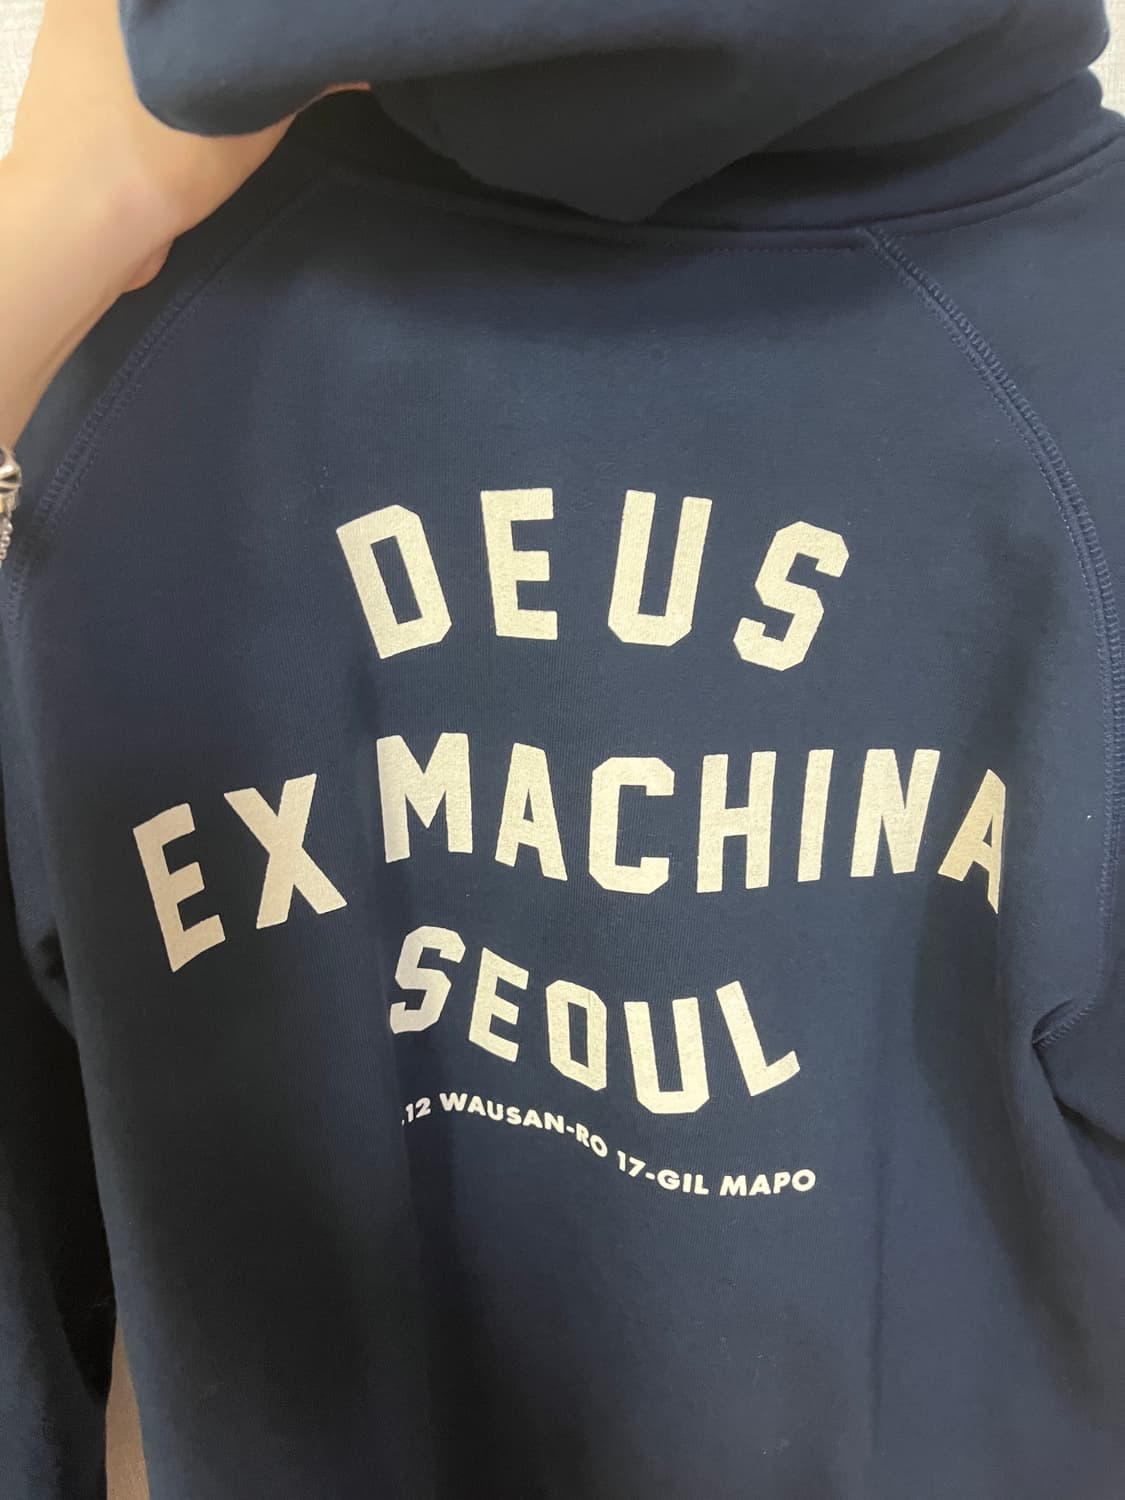 DEUS
EX MACHINA
SEOUL
12 WAUSAN-RO 17-GIL MAPO